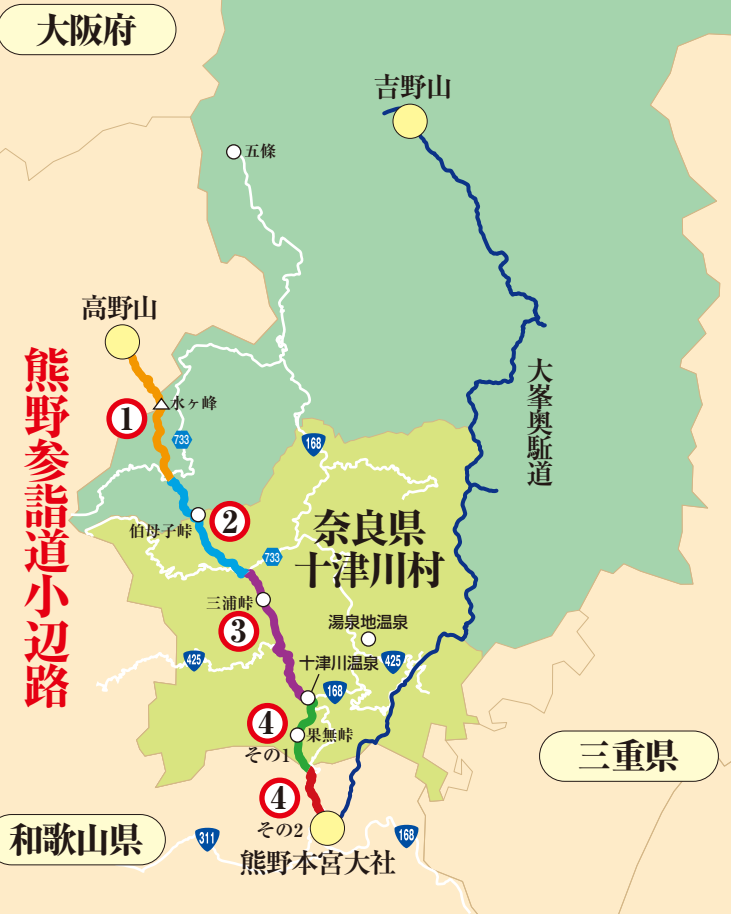 大阪府
吉野山
五條
高野山
熊野参詣道小辺路
水ヶ峰
1
733
168
大峯奥駈道
2
伯母子峠
奈良県
十津川村
733
三浦峠
3
湯泉地温泉
425
十津川温泉
425
168
4
その1
果無峠
三重県
4
その2
和歌山県
311
168
熊野本宮大社